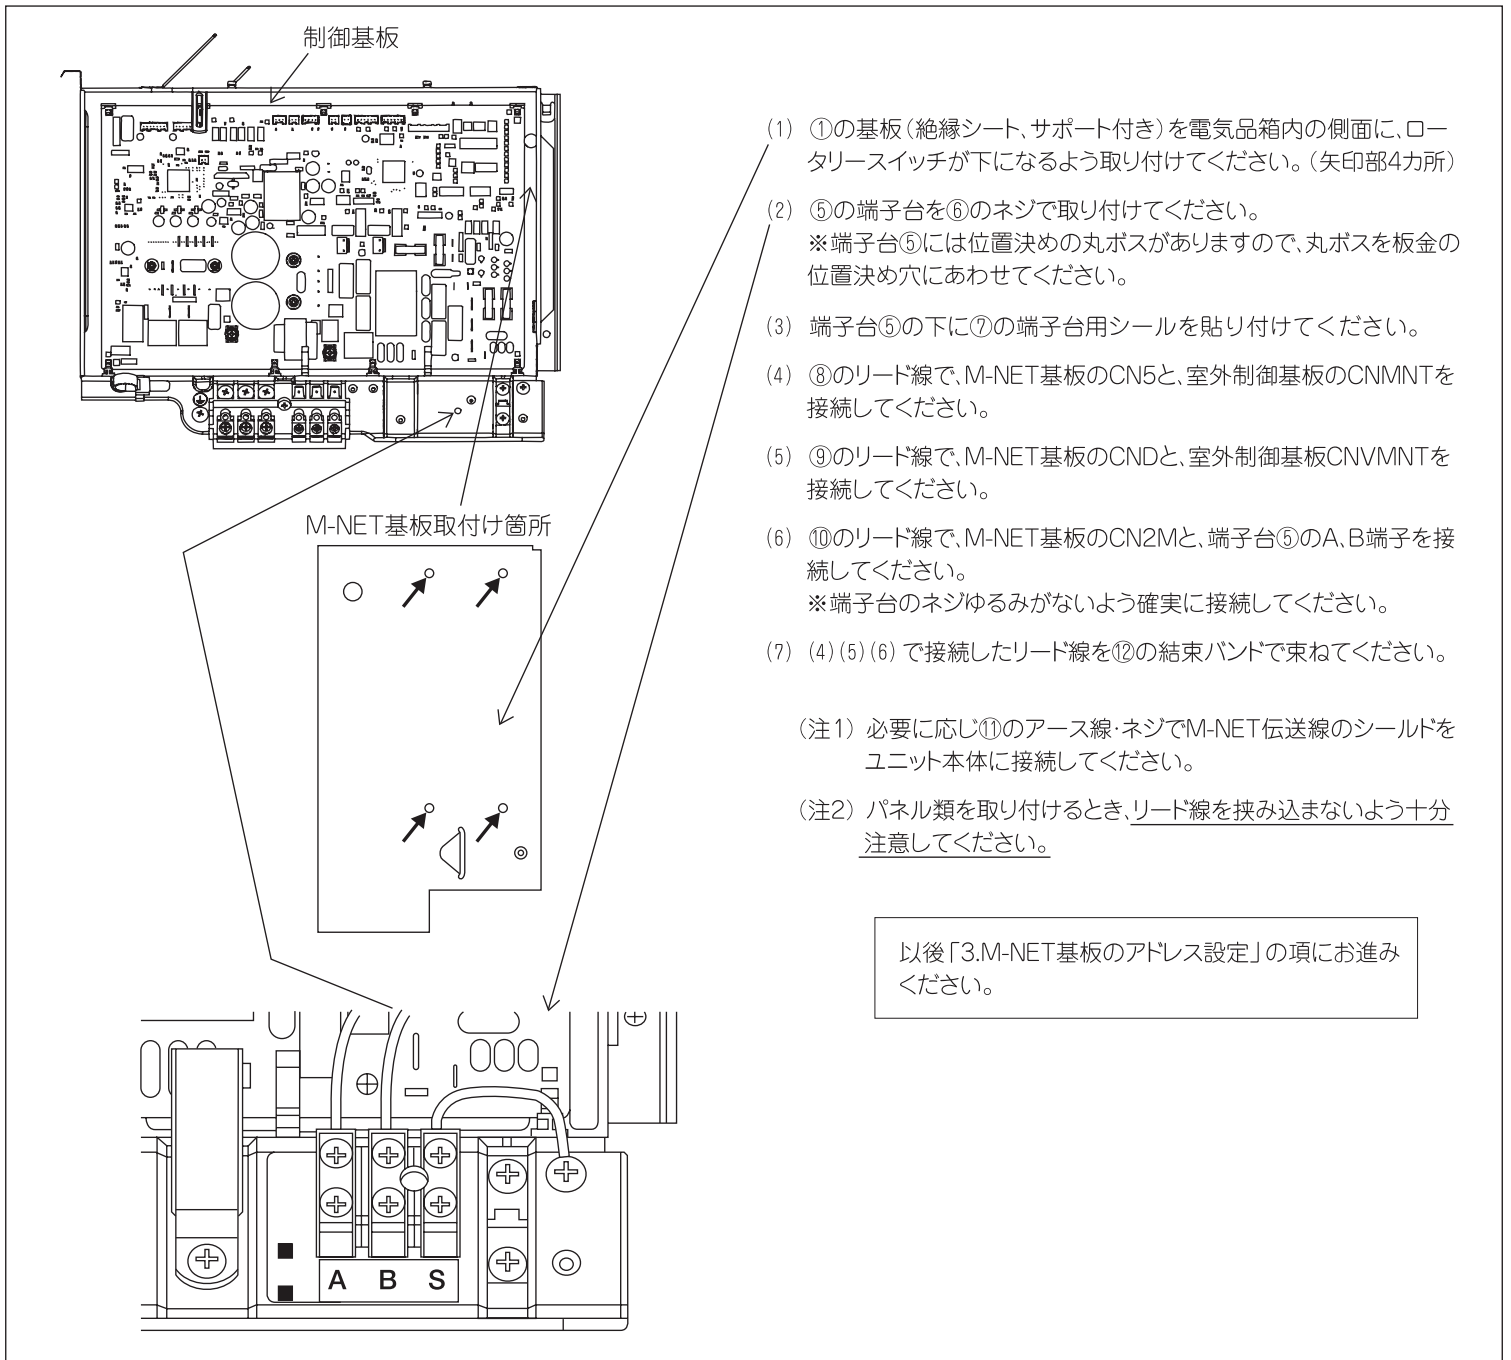 制御基板
M-NET基板取付け箇所
(1) ①の基板（絶縁シート、サポート付き）を電気品箱内の側面に、ロー
タリースイッチが下になるよう取り付けてください。（矢印部4カ所）
(2) ⑤の端子台を⑥のネジで取り付けてください。
※端子台⑤には位置決めの丸ボスがありますので、丸ボスを板金の
位置決め穴にあわせてください。
(3) 端子台⑤の下に⑦の端子台用シールを貼り付けてください。
(4) ⑧のリード線で、M-NET基板のCN5と、室外制御基板のCNMNTを
接続してください。
(5) ⑨のリード線で、M-NET基板のCNDと、室外制御基板CNVMNTを
接続してください。
(6) ⑩のリード線で、M-NET基板のCN2Mと、端子台⑤のA、B端子を接
続してください。
※端子台のネジゆるみがないよう確実に接続してください。
(7) (4)(5)(6) で接続したリード線を⑫の結束バンドで束ねてください。
（注1） 必要に応じ⑪のアース線・ネジでM-NET伝送線のシールドを
ユニット本体に接続してください。
（注2） パネル類を取り付けるとき、リード線を挟み込まないよう十分
注意してください。
以後「3.M-NET基板のアドレス設定」の項にお進み
ください。
A B S